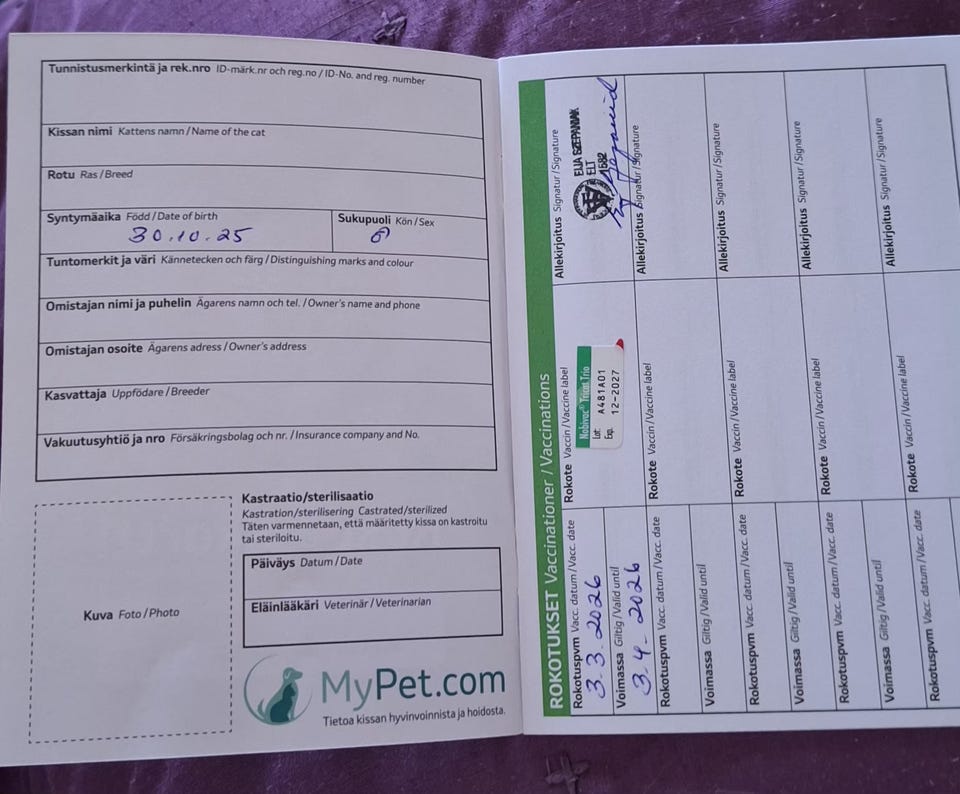 Tunnistusmerkintä ja rek.nro ID-märk.nr och reg.no / ID-No. and reg. number
Kissan nimi Kattens namn / Name of the cat
Rotu Ras / Breed
Syntymäaika Född / Date of birth
30.10.25
Sukupuoli Kön / Sex
Tuntomerkit ja väri Kännetecken och färg / Distinguishing marks and colour
Omistajan nimi ja puhelin Ägarens namn och tel. / Owner's name and phone
Omistajan osoite Ägarens adress / Owner's address
Kasvattaja Uppfödare / Breeder
Vakuutusyhtiö ja nro Försäkringsbolag och nr. / Insurance company and No.
Kuva Foto / Photo
Kastraatio/sterilisaatio
Kastration/sterilisering Castrated/sterilized
Täten varmennetaan, että määritetty kissa on kastroitu
tai steriloitu.
Päiväys Datum / Date
Eläinlääkäri Veterinär / Veterinarian
MyPet.com
Tietoa kissan hyvinvoinnista ja hoidosta.
ROKOTUKSET Vaccinationer / Vaccinations
Rokotuspvm Vacc. datum / Vacc. date
3.3.2026
Rokote Vaccin / Vaccine label
Nobivac® Tricat Trio
Lot: A481A01
Exp. 12-2027
Allekirjoitus Signatur / Signature
ELT
1582
Voimassa Giltig / Valid until
3.4-2026
Rokotuspvm Vacc. datum / Vacc. date
Rokote Vaccin / Vaccine label
Allekirjoitus Signatur / Signature
Voimassa Giltig / Valid until
Rokotuspvm Vacc. datum / Vacc. date
Rokote Vaccin / Vaccine label
Allekirjoitus Signatur / Signature
Voimassa Giltig / Valid until
Rokotuspvm Vacc. datum / Vacc. date
Rokote Vaccin / Vaccine label
Allekirjoitus Signatur / Signature
Voimassa Giltig / Valid until
Rokotuspvm Vacc. datum / Vacc. date
Rokote Vaccin / Vaccine label
Allekirjoitus Signatur / Signature